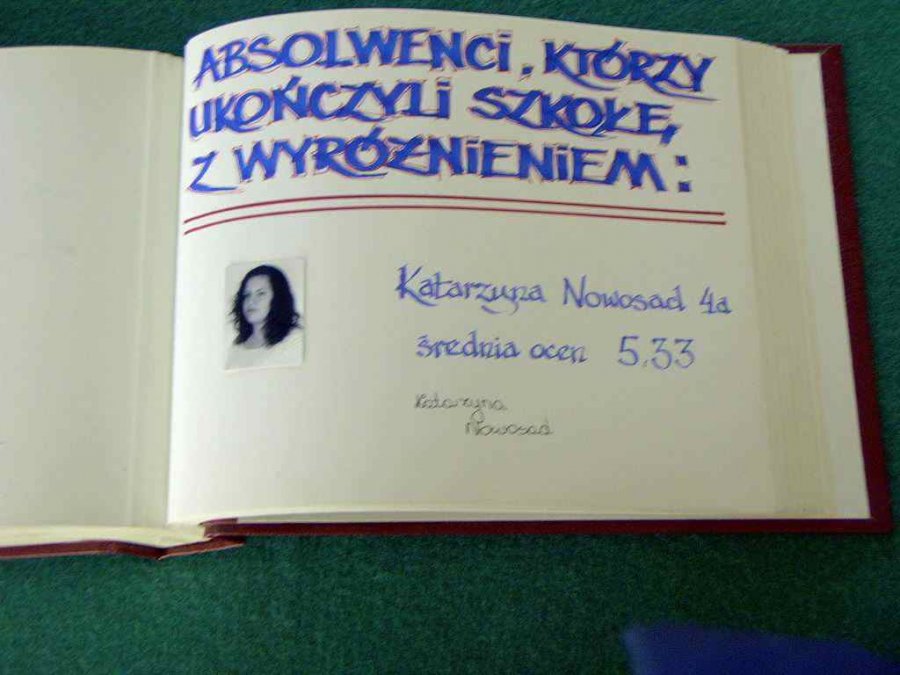 ABSOLWENCI, KTÓRZY
UKOŃCZYLI SZKOŁĘ,
Z WYRÓŻNIENIEM:
Katarzyna Nowosad 4a
średnia ocen 5,33
Katarzyna
Nowosad